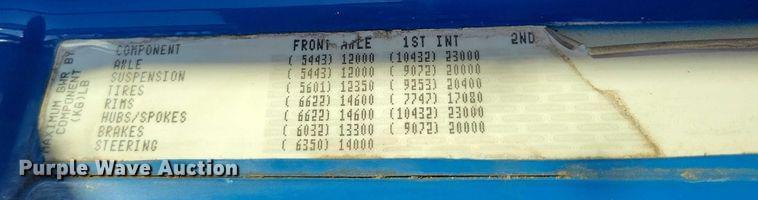 MAXIMUM GWR BY COMPONENT (KG)LB
COMPONENT FRONT AXLE 1ST INT 2ND
AXLE ( 5443) 12000 (10432) 23000
SUSPENSION ( 5443) 12000 ( 9072) 20000
TIRES ( 5601) 12350 ( 9253) 20400
RIMS ( 6622) 14600 ( 7747) 17080
HUBS/SPOKES ( 6622) 14600 (10432) 23000
BRAKES ( 6032) 13300 ( 9072) 20000
STEERING ( 6350) 14000
Purple Wave Auction